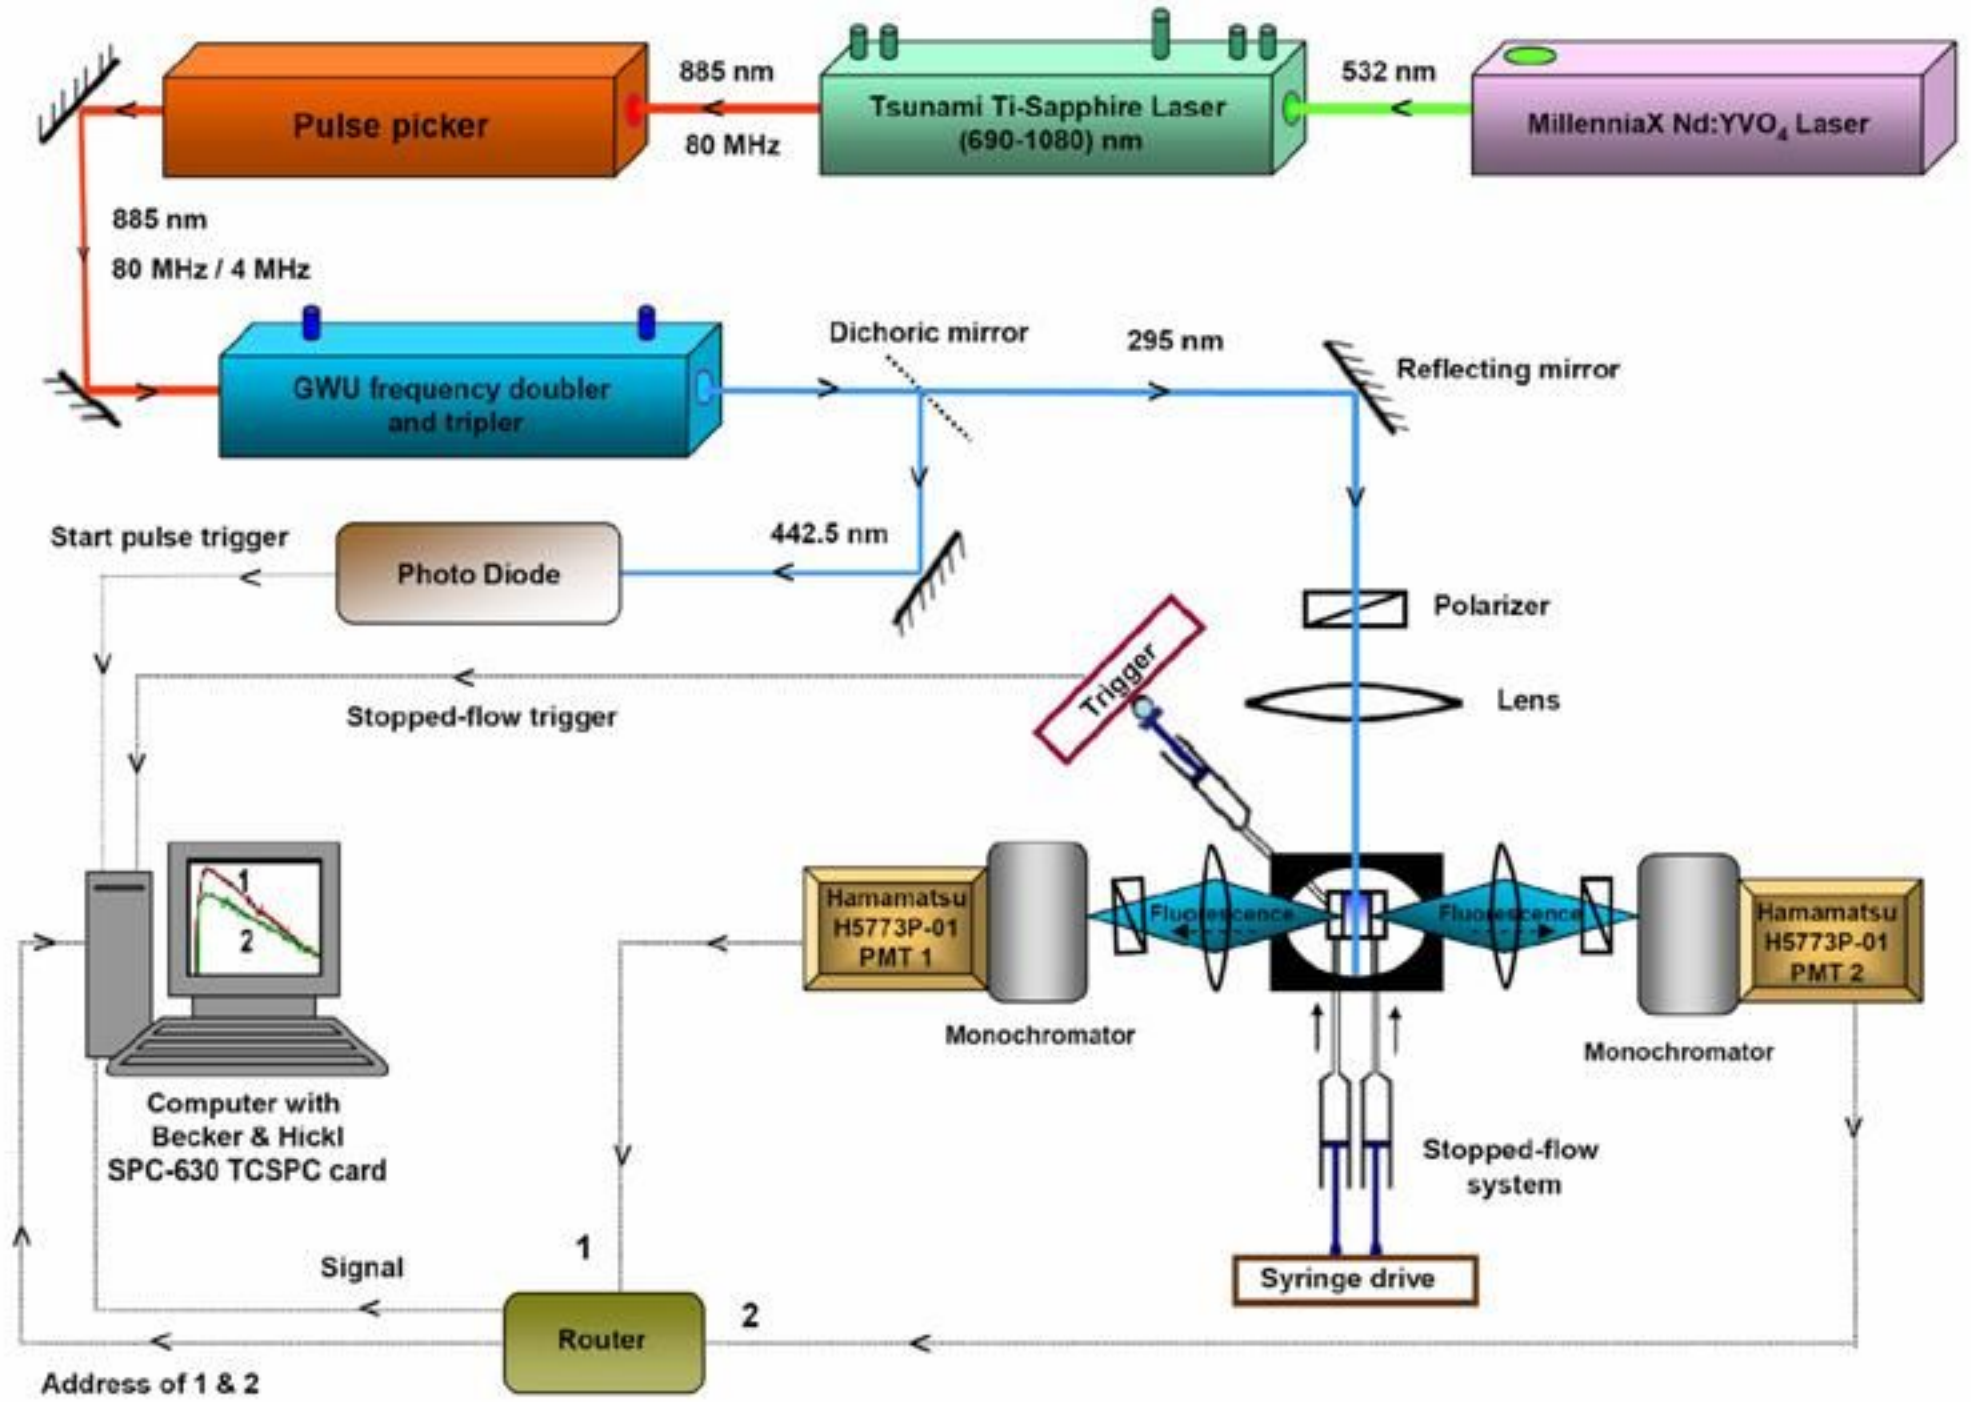 885 nm
532 nm
Pulse picker
Tsunami Ti-Sapphire Laser
(690-1080) nm
MillenniaX Nd:YVO4 Laser
80 MHz
885 nm
80 MHz / 4 MHz
Dichoric mirror
295 nm
Reflecting mirror
GWU frequency doubler
and tripler
Start pulse trigger
Photo Diode
442.5 nm
Polarizer
Trigger
Lens
Stopped-flow trigger
1
2
Hamamatsu
H5773P-01
PMT 1
Fluorescence
Fluorescence
Hamamatsu
H5773P-01
PMT 2
Monochromator
Monochromator
Computer with
Becker & Hickl
SPC-630 TCSPC card
Stopped-flow
system
1
Signal
Syringe drive
2
Router
Address of 1 & 2